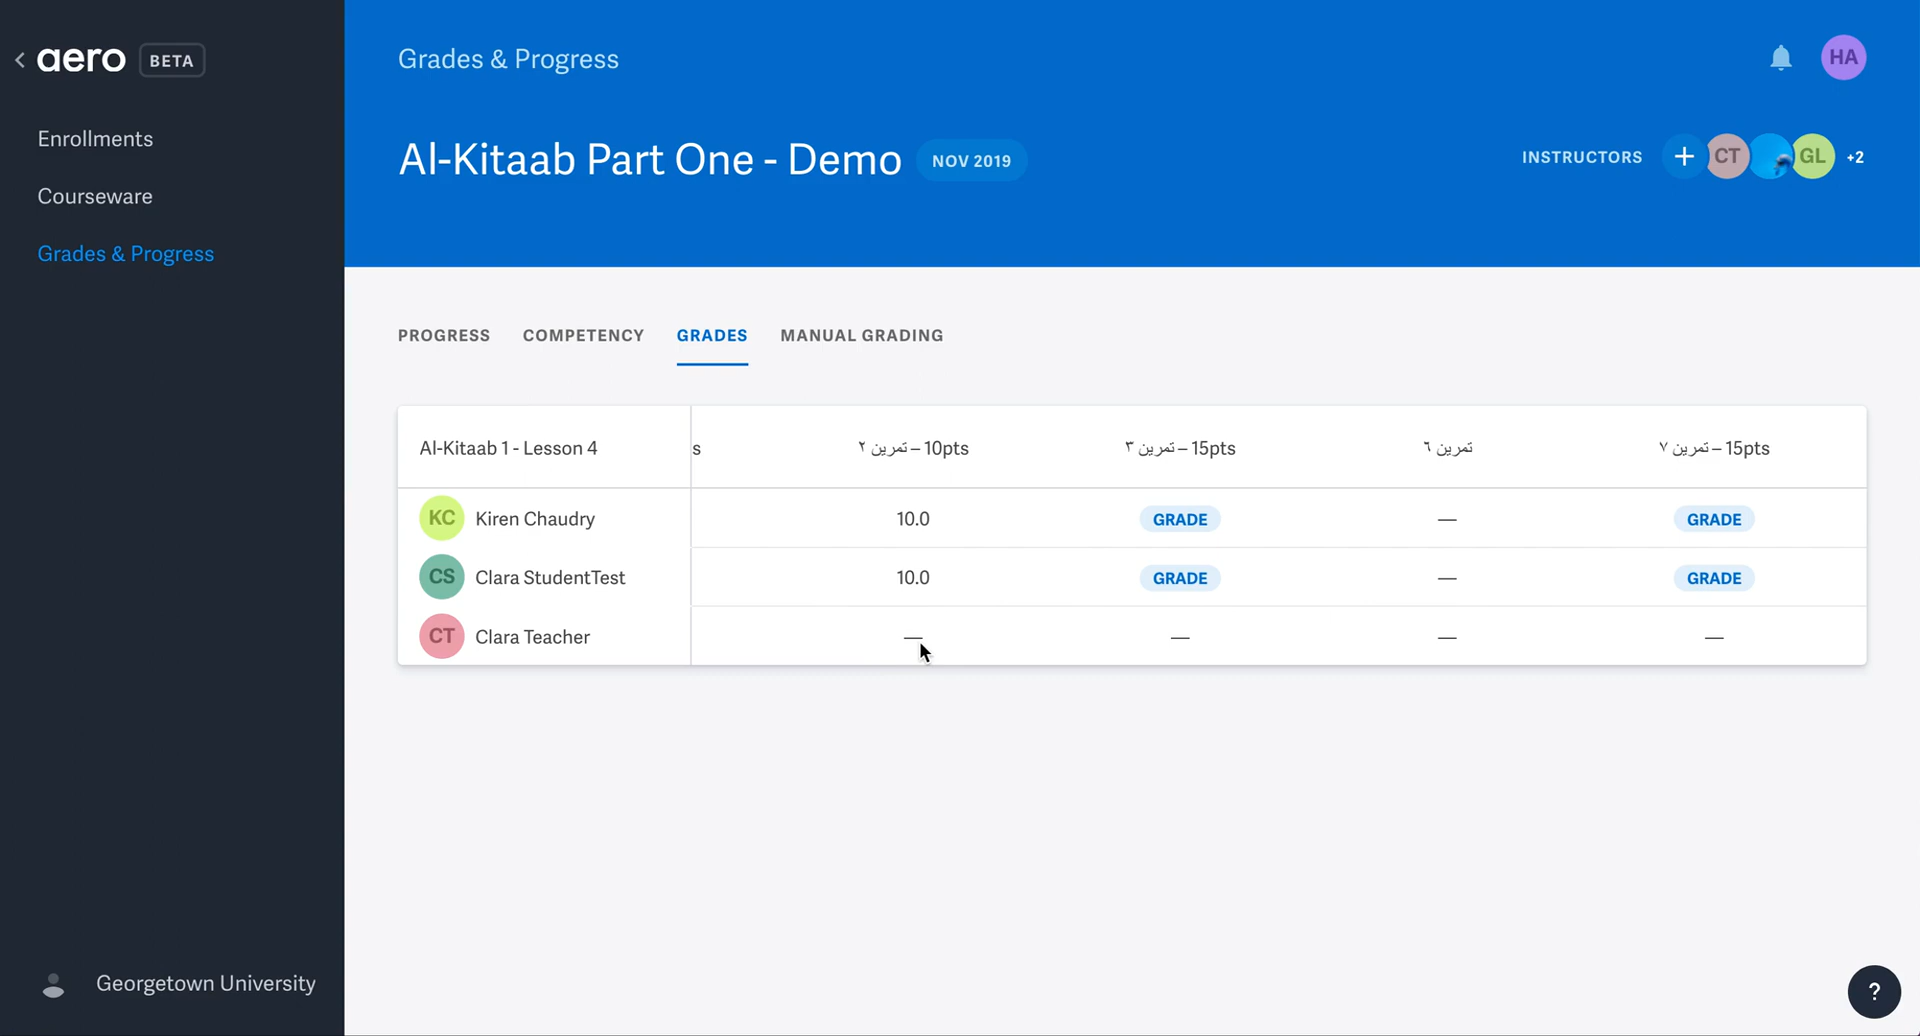 aero BETA
Enrollments
Courseware
Grades & Progress
Georgetown University
Grades & Progress
HA
Al-Kitaab Part One - Demo NOV 2019
INSTRUCTORS + CT GL +2
PROGRESS COMPETENCY GRADES MANUAL GRADING
Al-Kitaab 1 - Lesson 4 s تمرين ٢ – 10pts تمرين ٣ – 15pts تمرين ٦ تمرين ٧ – 15pts
KC Kiren Chaudry 10.0 GRADE — GRADE
CS Clara StudentTest 10.0 GRADE — GRADE
CT Clara Teacher — — — —
?